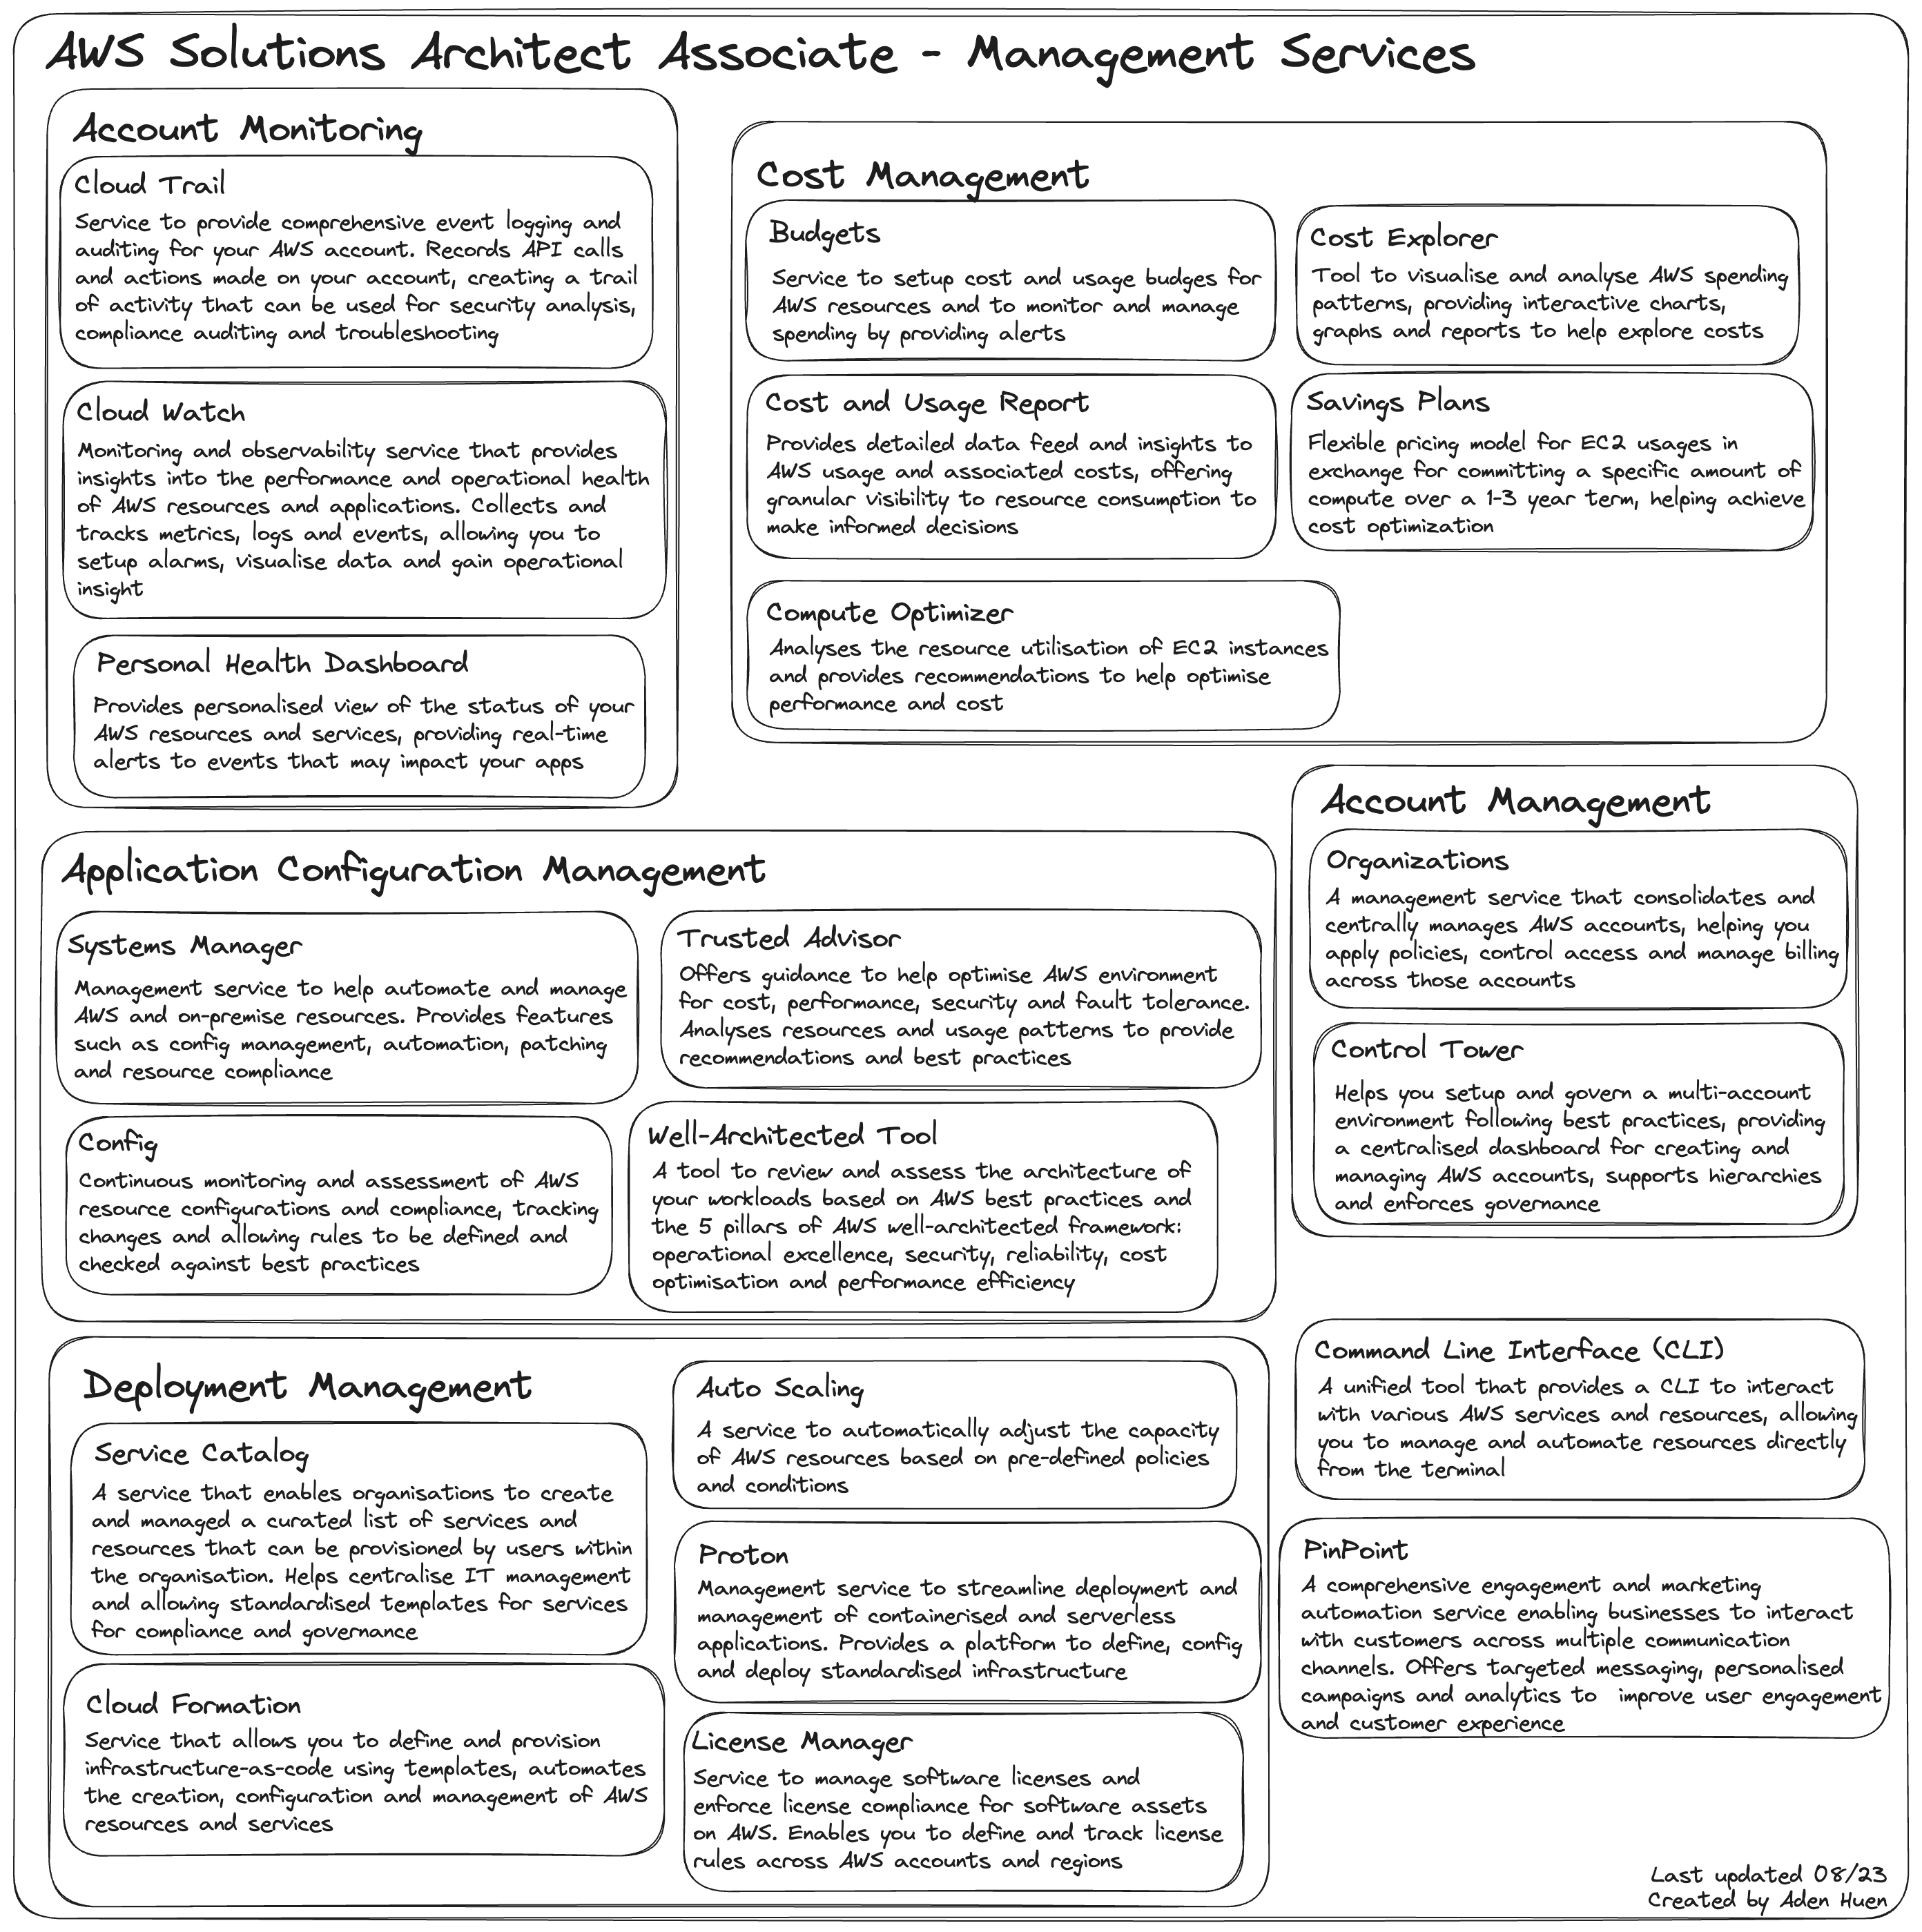 AWS Solutions Architect Associate - Management Services
Account Monitoring
Cloud Trail
Service to provide comprehensive event logging and
auditing for your AWS account. Records API calls
and actions made on your account, creating a trail
of activity that can be used for security analysis,
compliance auditing and troubleshooting
Cloud Watch
Monitoring and observability service that provides
insights into the performance and operational health
of AWS resources and applications. Collects and
tracks metrics, logs and events, allowing you to
setup alarms, visualise data and gain operational
insight
Personal Health Dashboard
Provides personalised view of the status of your
AWS resources and services, providing real-time
alerts to events that may impact your apps
Cost Management
Budgets
Service to setup cost and usage budges for
AWS resources and to monitor and manage
spending by providing alerts
Cost Explorer
Tool to visualise and analyse AWS spending
patterns, providing interactive charts,
graphs and reports to help explore costs
Cost and Usage Report
Provides detailed data feed and insights to
AWS usage and associated costs, offering
granular visibility to resource consumption to
make informed decisions
Savings Plans
Flexible pricing model for EC2 usages in
exchange for committing a specific amount of
compute over a 1-3 year term, helping achieve
cost optimization
Compute Optimizer
Analyses the resource utilisation of EC2 instances
and provides recommendations to help optimise
performance and cost
Account Management
Organizations
A management service that consolidates and
centrally manages AWS accounts, helping you
apply policies, control access and manage billing
across those accounts
Control Tower
Helps you setup and govern a multi-account
environment following best practices, providing
a centralised dashboard for creating and
managing AWS accounts, supports hierarchies
and enforces governance
Application Configuration Management
Systems Manager
Management service to help automate and manage
AWS and on-premise resources. Provides features
such as config management, automation, patching
and resource compliance
Trusted Advisor
Offers guidance to help optimise AWS environment
for cost, performance, security and fault tolerance.
Analyses resources and usage patterns to provide
recommendations and best practices
Config
Continuous monitoring and assessment of AWS
resource configurations and compliance, tracking
changes and allowing rules to be defined and
checked against best practices
Well-Architected Tool
A tool to review and assess the architecture of
your workloads based on AWS best practices and
the 5 pillars of AWS well-architected framework:
operational excellence, security, reliability, cost
optimisation and performance efficiency
Deployment Management
Service Catalog
A service that enables organisations to create
and managed a curated list of services and
resources that can be provisioned by users within
the organisation. Helps centralise IT management
and allowing standardised templates for services
for compliance and governance
Cloud Formation
Service that allows you to define and provision
infrastructure-as-code using templates, automates
the creation, configuration and management of AWS
resources and services
Auto Scaling
A service to automatically adjust the capacity
of AWS resources based on pre-defined policies
and conditions
Proton
Management service to streamline deployment and
management of containerised and serverless
applications. Provides a platform to define, config
and deploy standardised infrastructure
License Manager
Service to manage software licenses and
enforce license compliance for software assets
on AWS. Enables you to define and track license
rules across AWS accounts and regions
Command Line Interface (CLI)
A unified tool that provides a CLI to interact
with various AWS services and resources, allowing
you to manage and automate resources directly
from the terminal
PinPoint
A comprehensive engagement and marketing
automation service enabling businesses to interact
with customers across multiple communication
channels. Offers targeted messaging, personalised
campaigns and analytics to  improve user engagement
and customer experience
Last updated 08/23
Created by Aden Huen